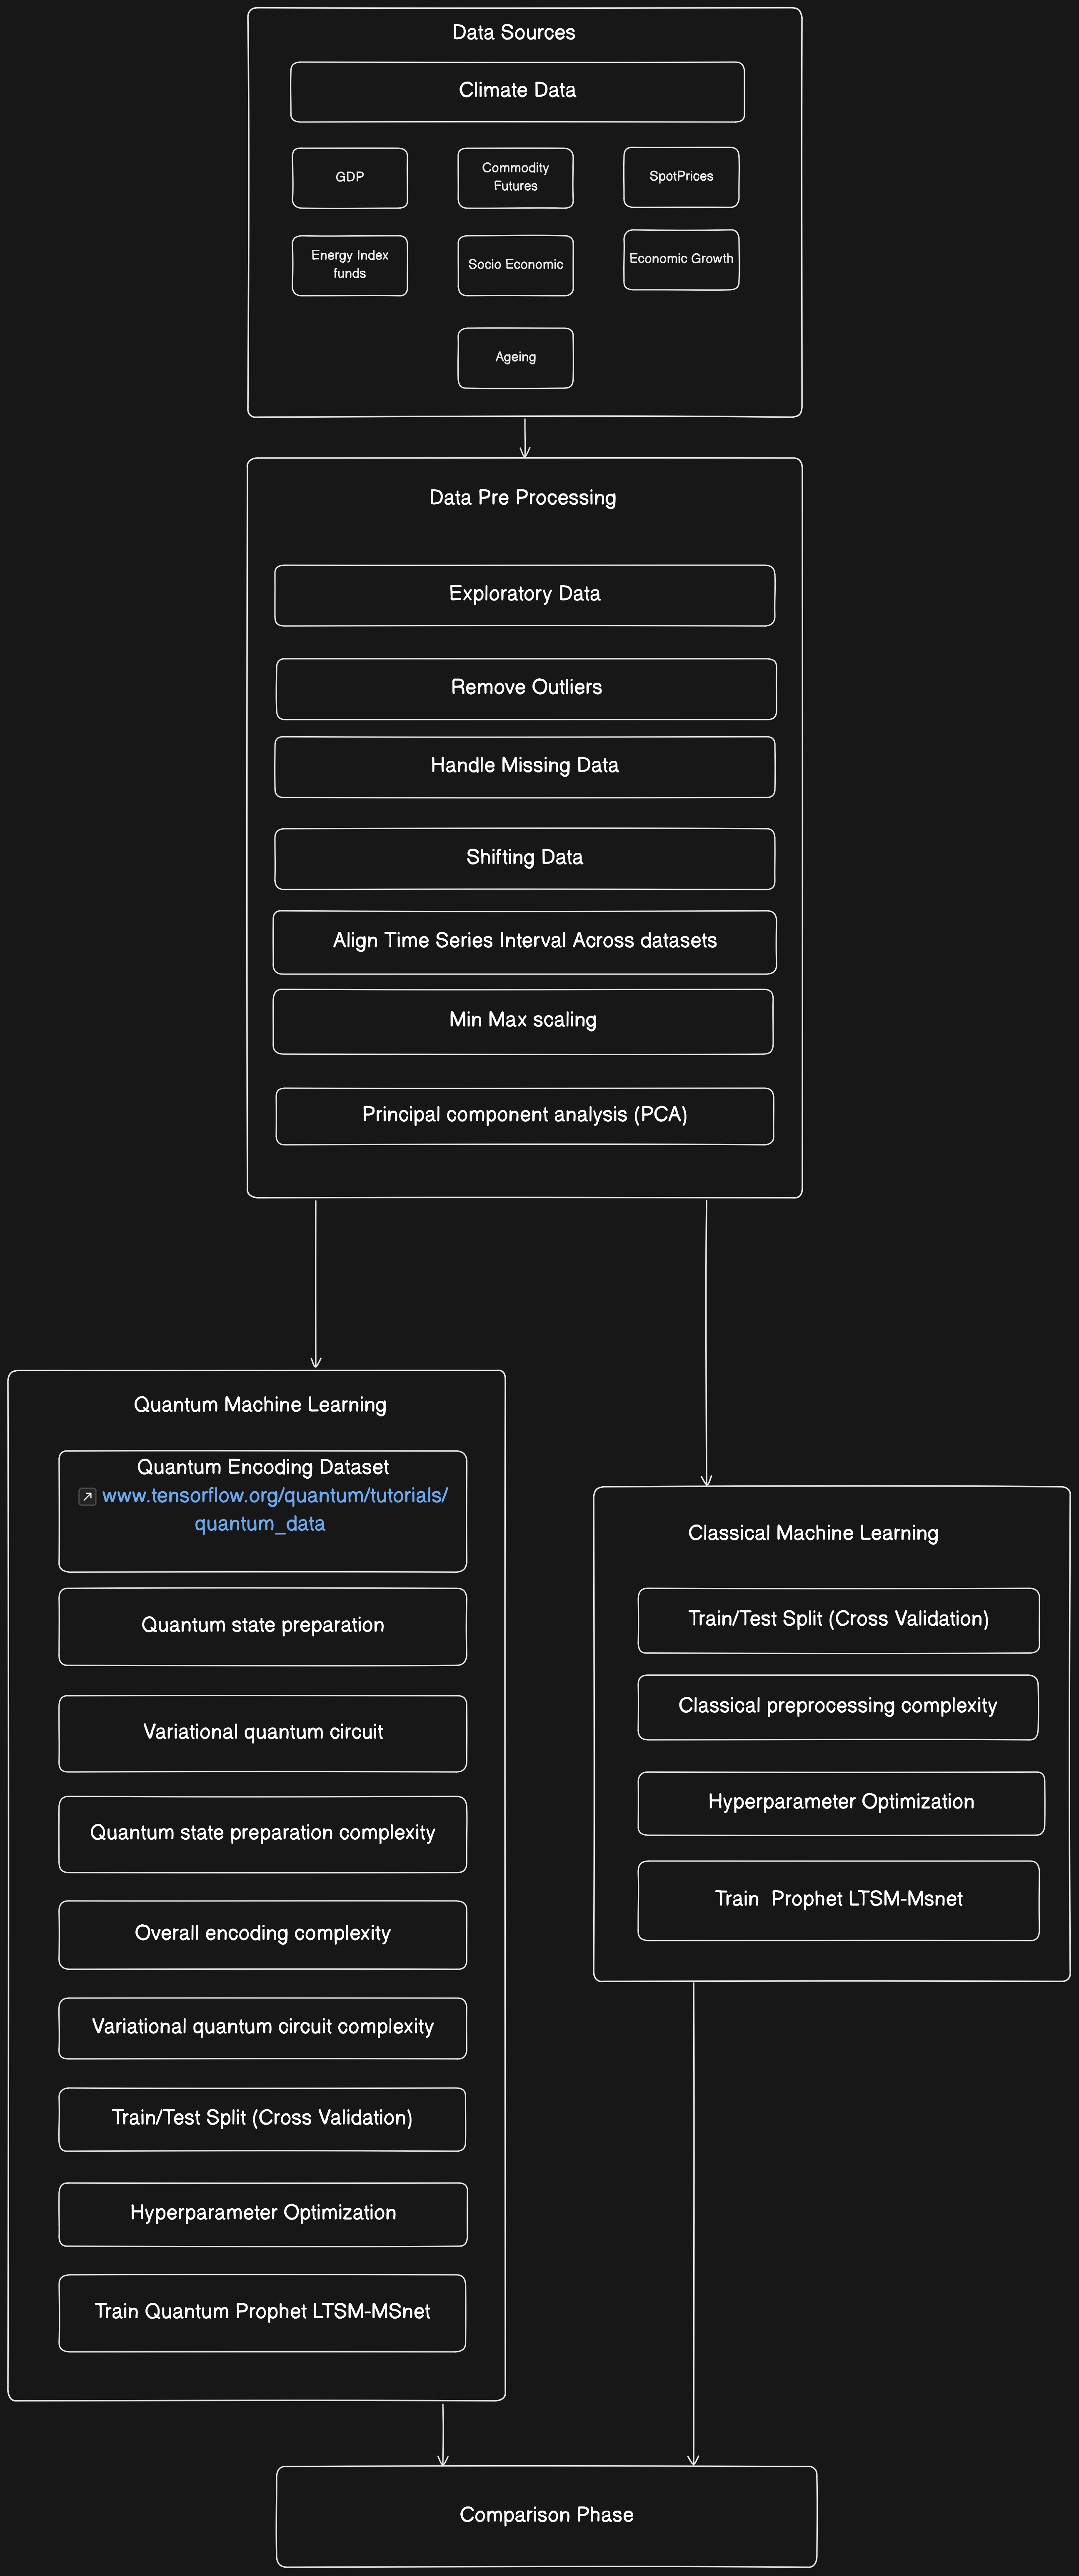 Data Sources
Climate Data
GDP
Commodity
Futures
SpotPrices
Energy Index
funds
Socio Economic
Economic Growth
Ageing
Data Pre Processing
Exploratory Data
Remove Outliers
Handle Missing Data
Shifting Data
Align Time Series Interval Across datasets
Min Max scaling
Principal component analysis (PCA)
Quantum Machine Learning
Quantum Encoding Dataset
www.tensorflow.org/quantum/tutorials/
quantum_data
Quantum state preparation
Variational quantum circuit
Quantum state preparation complexity
Overall encoding complexity
Variational quantum circuit complexity
Train/Test Split (Cross Validation)
Hyperparameter Optimization
Train Quantum Prophet LTSM-MSnet
Classical Machine Learning
Train/Test Split (Cross Validation)
Classical preprocessing complexity
Hyperparameter Optimization
Train  Prophet LTSM-Msnet
Comparison Phase